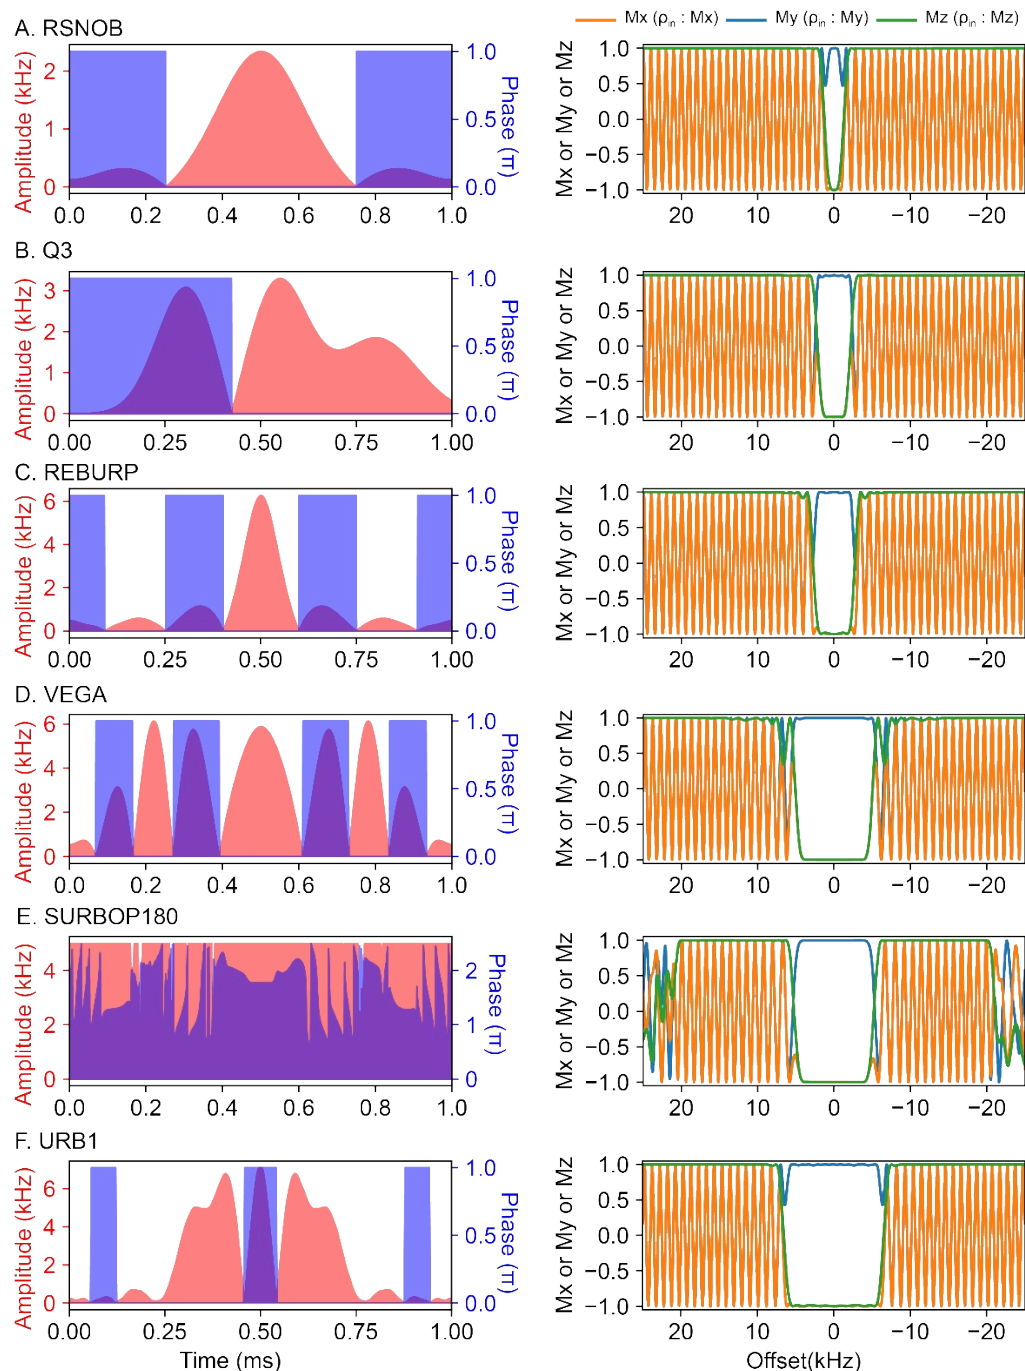 Mx (ρin : Mx) My (ρin : My) Mz (ρin : Mz)
A. RSNOB
Amplitude (kHz)
2
1
0
1.0
0.5
0.0
Phase (π)
0.0 0.2 0.4 0.6 0.8 1.0
Mx or My or Mz
1.0
0.5
0.0
−0.5
−1.0
20 10 0 −10 −20
B. Q3
Amplitude (kHz)
3
2
1
0
1.0
0.5
0.0
Phase (π)
0.00 0.25 0.50 0.75 1.00
Mx or My or Mz
1.0
0.5
0.0
−0.5
−1.0
20 10 0 −10 −20
C. REBURP
Amplitude (kHz)
6
4
2
0
1.0
0.5
0.0
Phase (π)
0.00 0.25 0.50 0.75 1.00
Mx or My or Mz
1.0
0.5
0.0
−0.5
−1.0
20 10 0 −10 −20
D. VEGA
Amplitude (kHz)
6
4
2
0
1.0
0.5
0.0
Phase (π)
0.0 0.2 0.4 0.6 0.8 1.0
Mx or My or Mz
1.0
0.5
0.0
−0.5
−1.0
20 10 0 −10 −20
E. SURBOP180
Amplitude (kHz)
4
2
0
2
1
0
Phase (π)
0.0 0.2 0.4 0.6 0.8 1.0
Mx or My or Mz
1.0
0.5
0.0
−0.5
−1.0
20 10 0 −10 −20
F. URB1
Amplitude (kHz)
6
4
2
0
1.0
0.5
0.0
Phase (π)
0.00 0.25 0.50 0.75 1.00
Time (ms)
Mx or My or Mz
1.0
0.5
0.0
−0.5
−1.0
20 10 0 −10 −20
Offset(kHz)